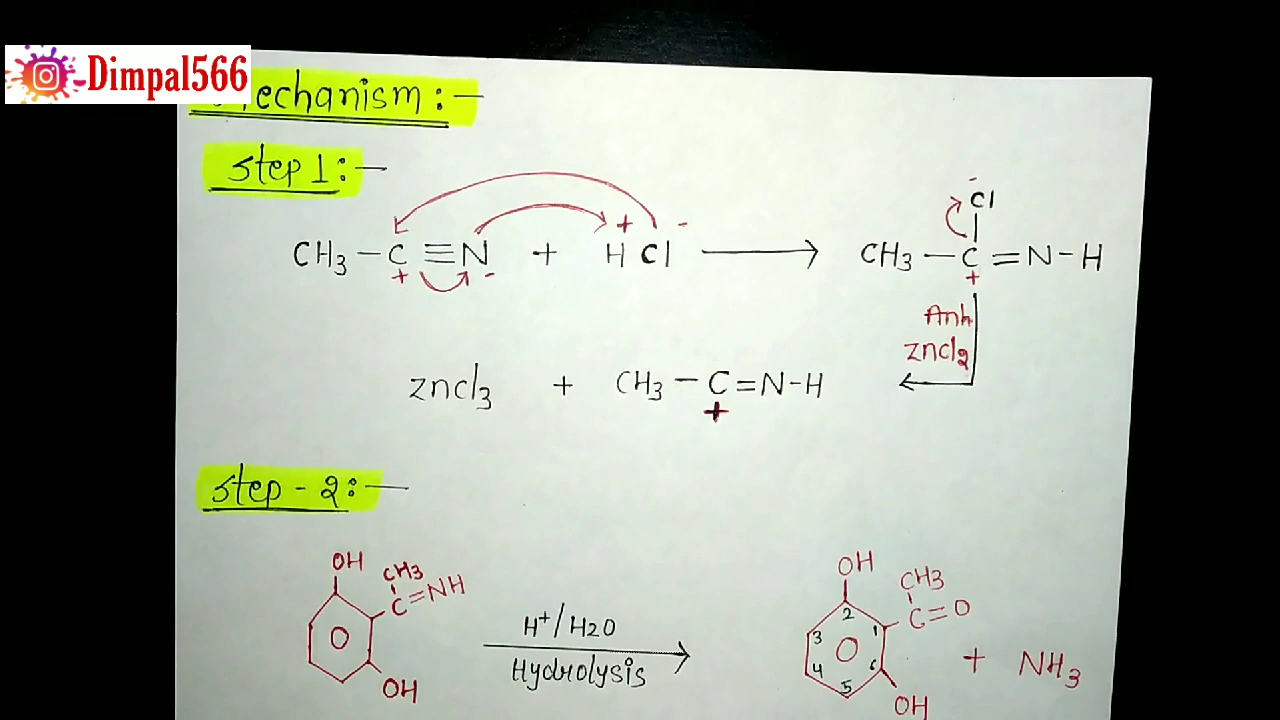 Dimpal566
Mechanism:-
Step 1:-
CH3-C≡N + HCl → CH3-C=N-H
+ - + - Cl - +
Anh
zncl2
zncl3 + CH3-C=N-H
+
Step-2:-
OH CH3 C=NH OH
H+/H2O
Hydrolysis
OH CH3 C=O OH + NH3
1 2 3 4 5 6